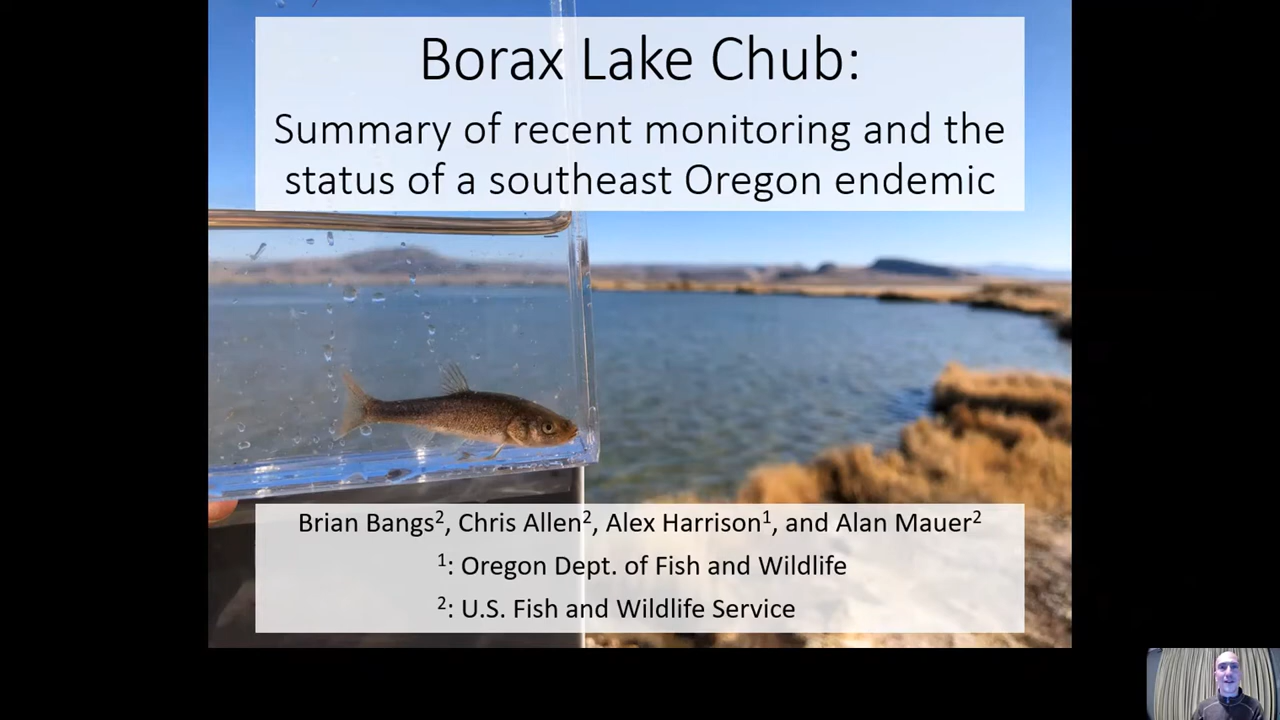 Borax Lake Chub:
Summary of recent monitoring and the
status of a southeast Oregon endemic
Brian Bangs², Chris Allen², Alex Harrison¹, and Alan Mauer²
¹: Oregon Dept. of Fish and Wildlife
²: U.S. Fish and Wildlife Service